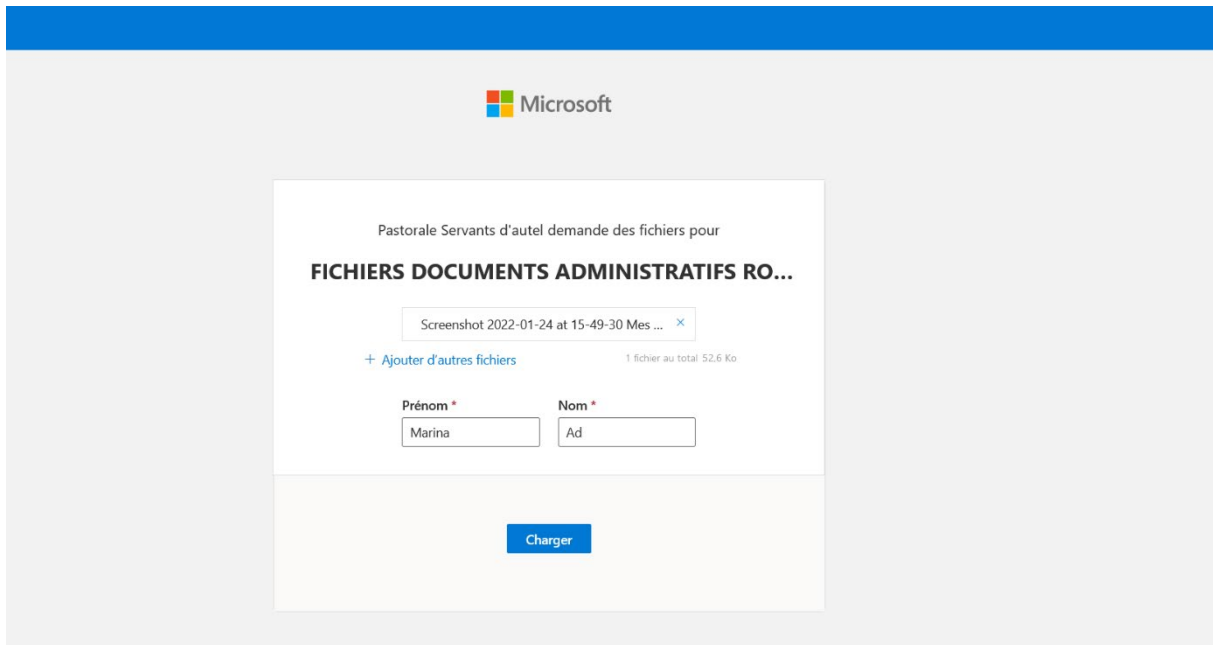 Microsoft
Pastorale Servants d'autel demande des fichiers pour
FICHIERS DOCUMENTS ADMINISTRATIFS RO...
Screenshot 2022-01-24 at 15-49-30 Mes ... ×
+ Ajouter d'autres fichiers 1 fichier au total 52,6 Ko
Prénom * Nom *
Marina Ad
Charger